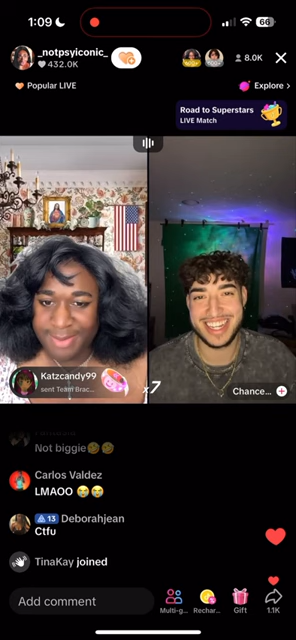 1:09
66
_notpsyiconic_
432.0K
8.0K
Popular LIVE
Explore
Road to Superstars
LIVE Match
Katzcandy99
sent Team Brac...
x7
Chance...
Not biggie🤣🤣
Carlos Valdez
LMAOO 😭😭
13 Deborahjean
Ctfu
TinaKay joined
Add comment
Multi-g...
Rechar...
Gift
1.1K